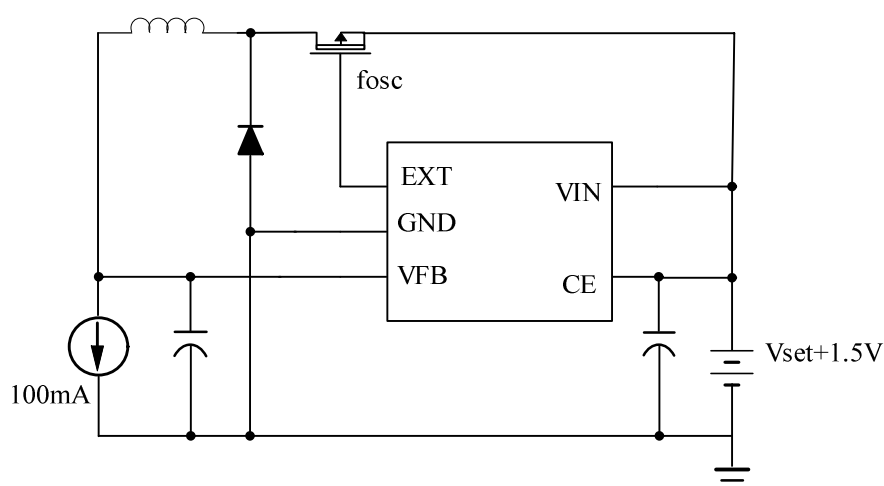 fosc
EXT
VIN
GND
VFB
CE
Vset+1.5V
100mA